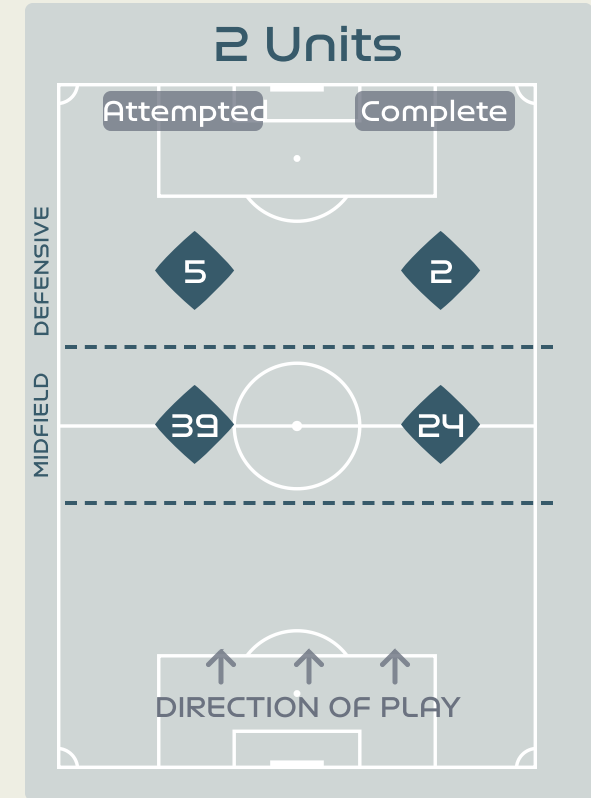 2 Units
Attempted Complete
DEFENSIVE
5 2
MIDFIELD
39 24
DIRECTION OF PLAY